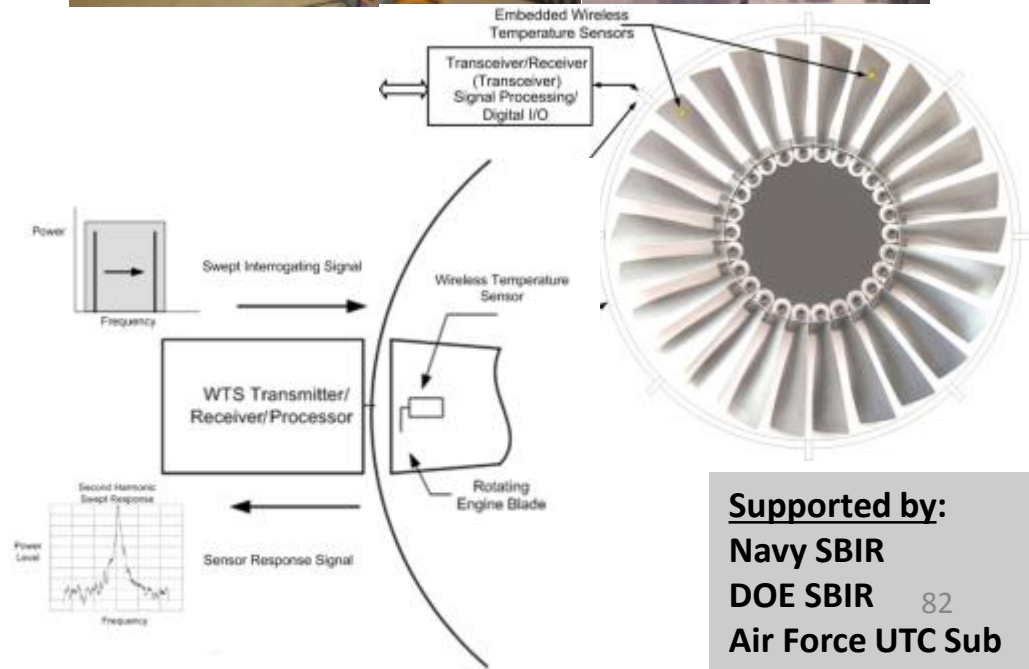 Embedded Wireless
Temperature Sensors
Transceiver/Receiver
(Transceiver)
Signal Processing/
Digital I/O
Power
Swept Interrogating Signal
Frequency
Wireless Temperature
Sensor
WTS Transmitter/
Receiver/Processor
Rotating
Engine Blade
Second Harmonic
Swept Response
Power
Level
Sensor Response Signal
Frequency
Supported by:
Navy SBIR
DOE SBIR
82
Air Force UTC Sub